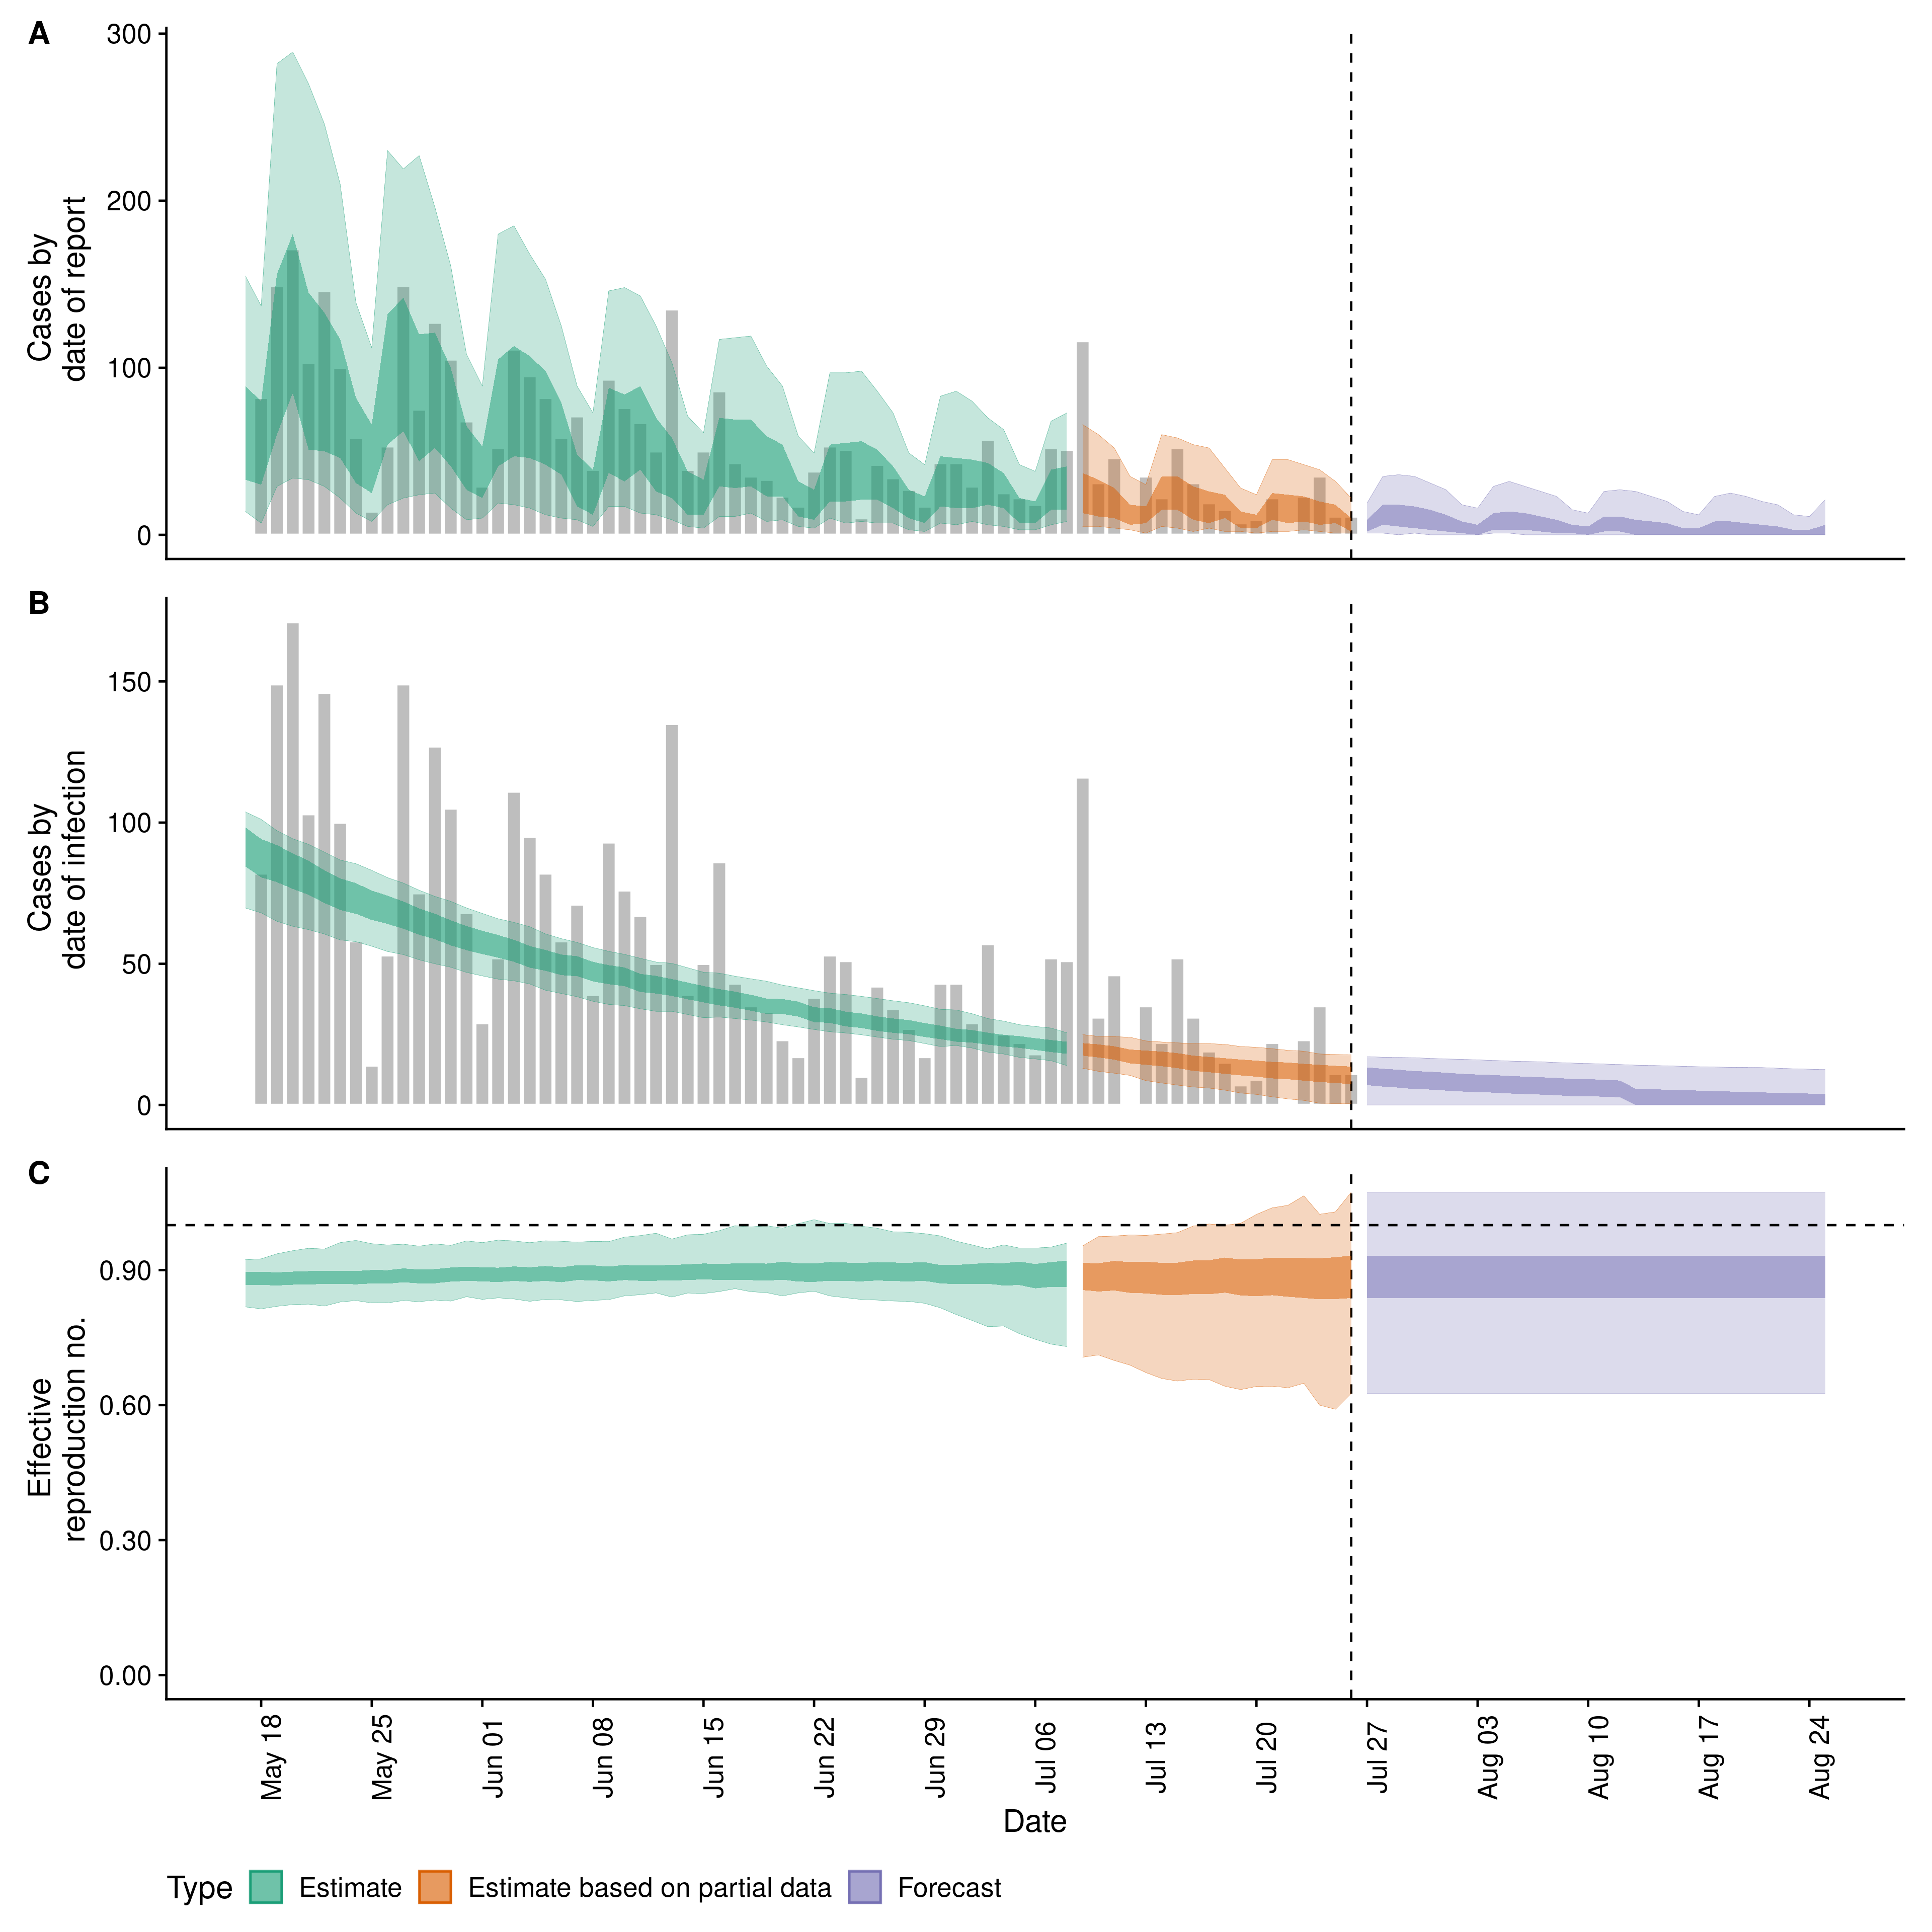 A
300
200
100
0
Cases by
date of report
B
150
100
50
0
Cases by
date of infection
C
0.90
0.60
0.30
0.00
Effective
reproduction no.
May 18
May 25
Jun 01
Jun 08
Jun 15
Jun 22
Jun 29
Jul 06
Jul 13
Jul 20
Jul 27
Aug 03
Aug 10
Aug 17
Aug 24
Date
Type Estimate Estimate based on partial data Forecast